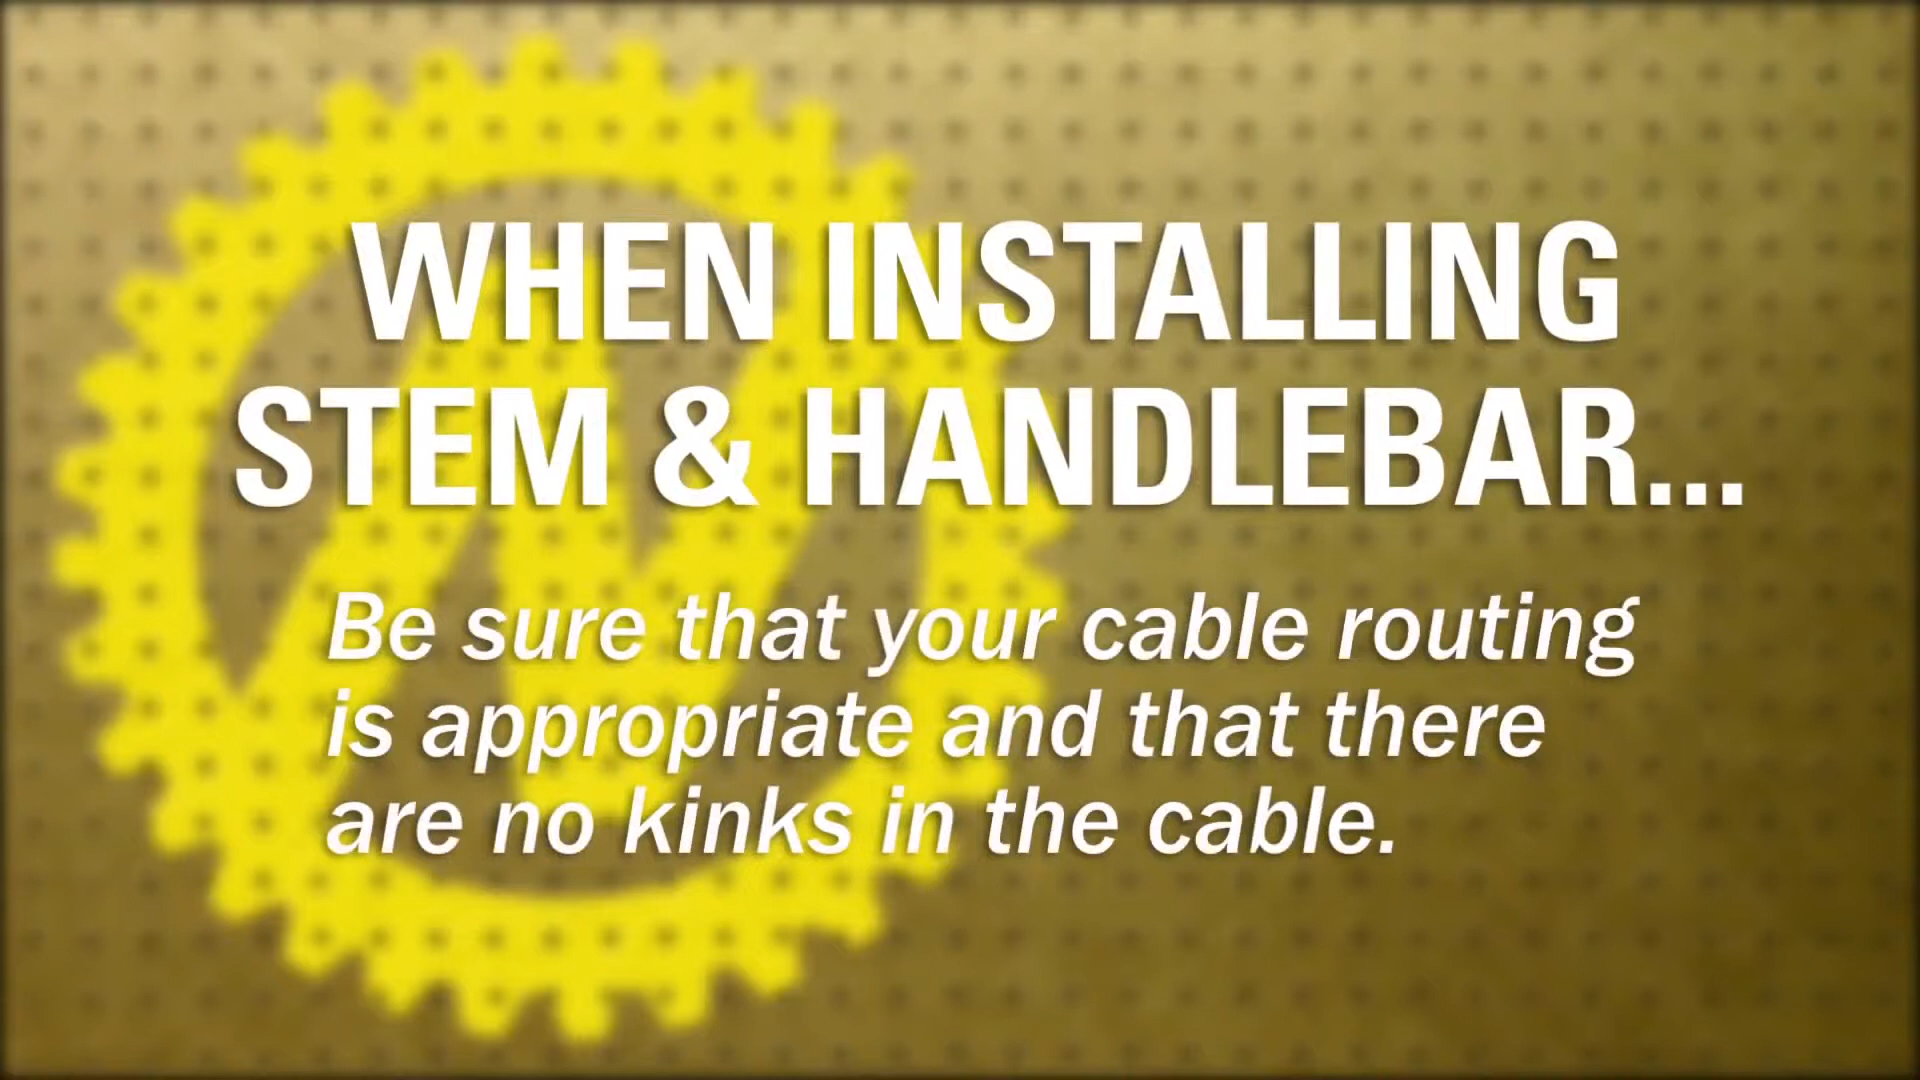 WHEN INSTALLING
STEM & HANDLEBAR...
Be sure that your cable routing
is appropriate and that there
are no kinks in the cable.